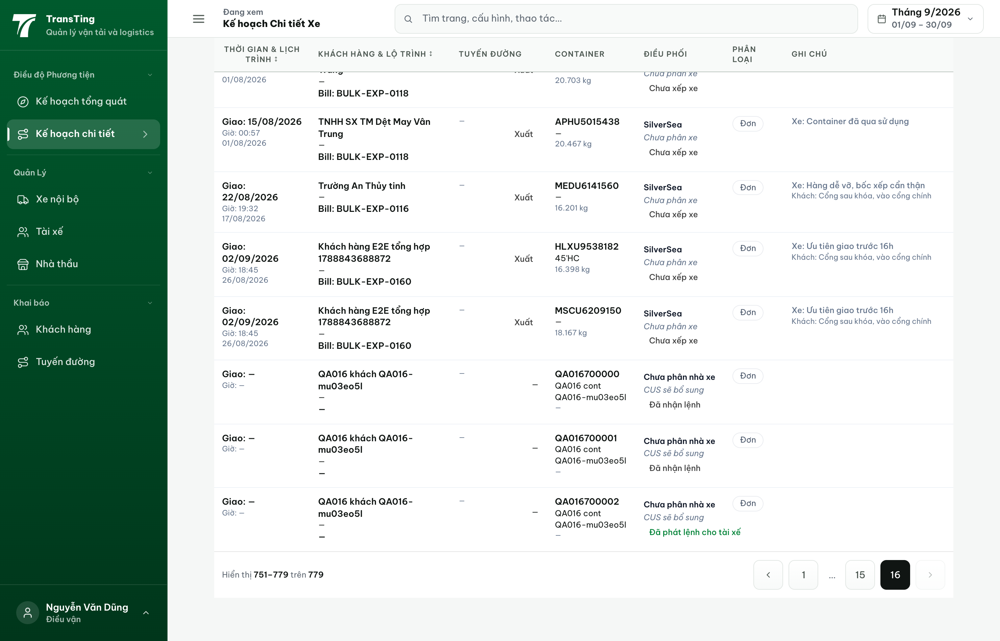 TransTing
Quản lý vận tải và logistics
Điều độ Phương tiện
Kế hoạch tổng quát
Kế hoạch chi tiết
Quản Lý
Xe nội bộ
Tài xế
Nhà thầu
Khai báo
Khách hàng
Tuyến đường
Nguyễn Văn Dũng
Điều vận
Đang xem
Kế hoạch Chi tiết Xe
Tìm trang, cấu hình, thao tác...
Tháng 9/2026
01/09 – 30/09
THỜI GIAN & LỊCH TRÌNH ↕
KHÁCH HÀNG & LỘ TRÌNH ↕
TUYẾN ĐƯỜNG
CONTAINER
ĐIỀU PHỐI
PHÂN LOẠI
GHI CHÚ
01/08/2026
Trung
—
Bill: BULK-EXP-0118
Xuất
20.703 kg
Chưa phân xe
Chưa xếp xe
Giao: 15/08/2026
Giờ: 00:57
01/08/2026
TNHH SX TM Dệt May Vân
Trung
—
Bill: BULK-EXP-0118
—
Xuất
APHU5015438
—
20.467 kg
SilverSea
Chưa phân xe
Chưa xếp xe
Đơn
Xe: Container đã qua sử dụng
Giao:
22/08/2026
Giờ: 19:32
17/08/2026
Trường An Thủy tinh
—
Bill: BULK-EXP-0116
—
Xuất
MEDU6141560
—
16.201 kg
SilverSea
Chưa phân xe
Chưa xếp xe
Đơn
Xe: Hàng dễ vỡ, bốc xếp cẩn thận
Khách: Cổng sau khóa, vào cổng chính
Giao:
02/09/2026
Giờ: 18:45
26/08/2026
Khách hàng E2E tổng hợp
1788843688872
—
Bill: BULK-EXP-0160
—
Xuất
HLXU9538182
45'HC
16.398 kg
SilverSea
Chưa phân xe
Chưa xếp xe
Đơn
Xe: Ưu tiên giao trước 16h
Khách: Cổng sau khóa, vào cổng chính
Giao:
02/09/2026
Giờ: 18:45
26/08/2026
Khách hàng E2E tổng hợp
1788843688872
—
Bill: BULK-EXP-0160
—
Xuất
MSCU6209150
—
18.167 kg
SilverSea
Chưa phân xe
Chưa xếp xe
Đơn
Xe: Ưu tiên giao trước 16h
Khách: Cổng sau khóa, vào cổng chính
Giao: —
Giờ: —
QA016 khách QA016-
mu03eo5l
—
—
—
—
QA016700000
QA016 cont
QA016-mu03eo5l
—
Chưa phân nhà xe
CUS sẽ bổ sung
Đã nhận lệnh
Đơn
Giao: —
Giờ: —
QA016 khách QA016-
mu03eo5l
—
—
—
—
QA016700001
QA016 cont
QA016-mu03eo5l
—
Chưa phân nhà xe
CUS sẽ bổ sung
Đã nhận lệnh
Đơn
Giao: —
Giờ: —
QA016 khách QA016-
mu03eo5l
—
—
—
—
QA016700002
QA016 cont
QA016-mu03eo5l
—
Chưa phân nhà xe
CUS sẽ bổ sung
Đã phát lệnh cho tài xế
Đơn
Hiển thị 751–779 trên 779
1 ... 15 16